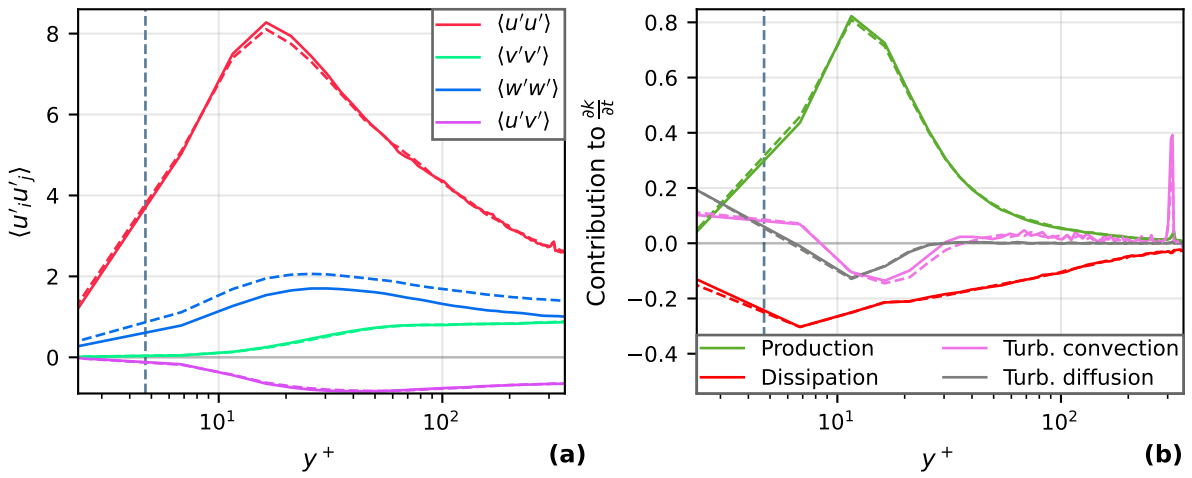 8
6
4
2
0
⟨u′ᵢu′ⱼ⟩
⟨u′u′⟩
⟨v′v′⟩
⟨w′w′⟩
⟨u′v′⟩
10¹
10²
y⁺
(a)
0.8
0.6
0.4
0.2
0.0
−0.2
−0.4
Contribution to ∂k/∂t
Production
Dissipation
Turb. convection
Turb. diffusion
10¹
10²
y⁺
(b)